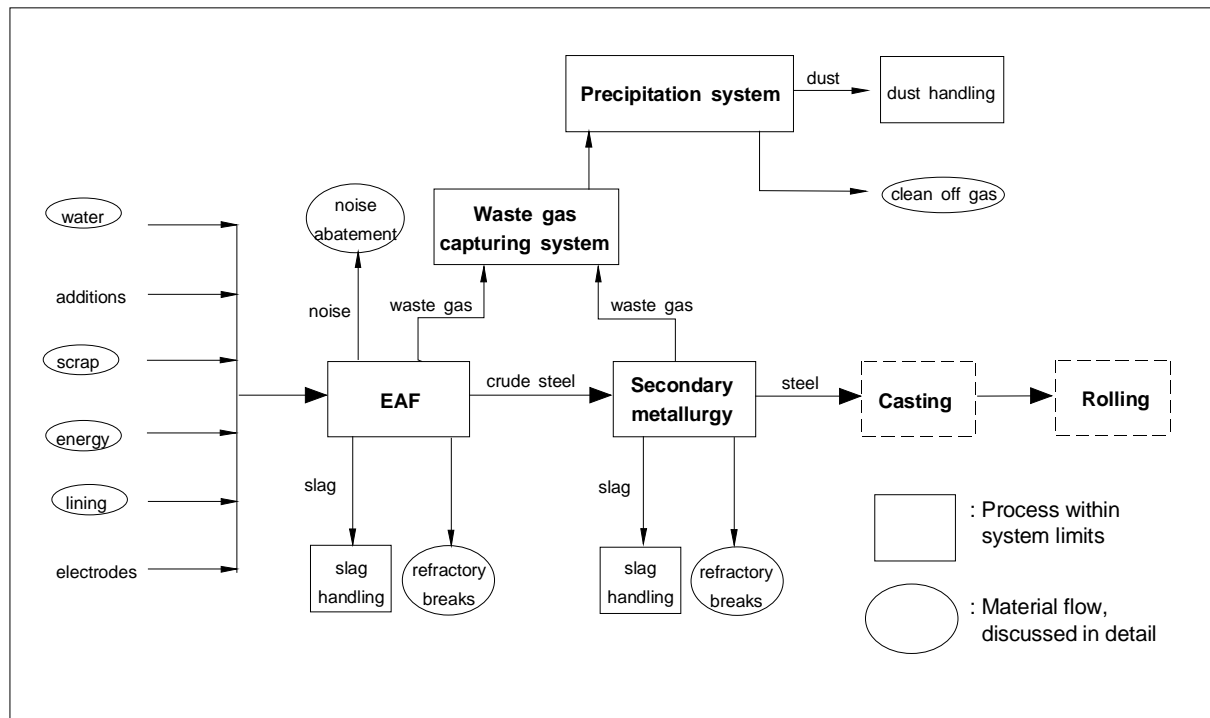 Precipitation system
dust
dust handling
clean off gas
water
noise
abatement
Waste gas
capturing system
additions
noise
waste gas
waste gas
scrap
EAF
crude steel
Secondary
metallurgy
steel
Casting
Rolling
energy
lining
slag
slag
: Process within
system limits
electrodes
slag
handling
refractory
breaks
slag
handling
refractory
breaks
: Material flow,
discussed in detail